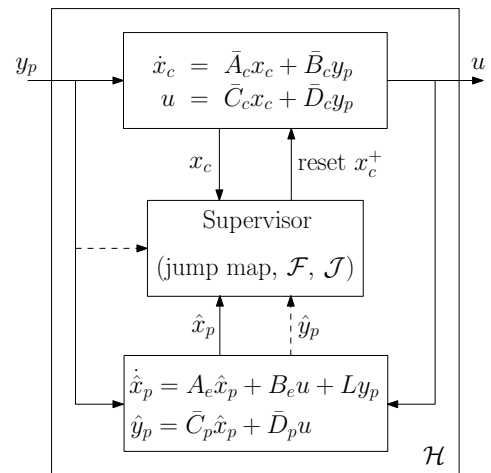 y_p
u
ẋ_c = Ā_c x_c + B̄_c y_p
u = C̄_c x_c + D̄_c y_p
x_c
reset x_c^+
Supervisor
(jump map, ℱ, 𝒥)
x̂_p
ŷ_p
x̂̇_p = A_e x̂_p + B_e u + L y_p
ŷ_p = C̄_p x̂_p + D̄_p u
ℋ